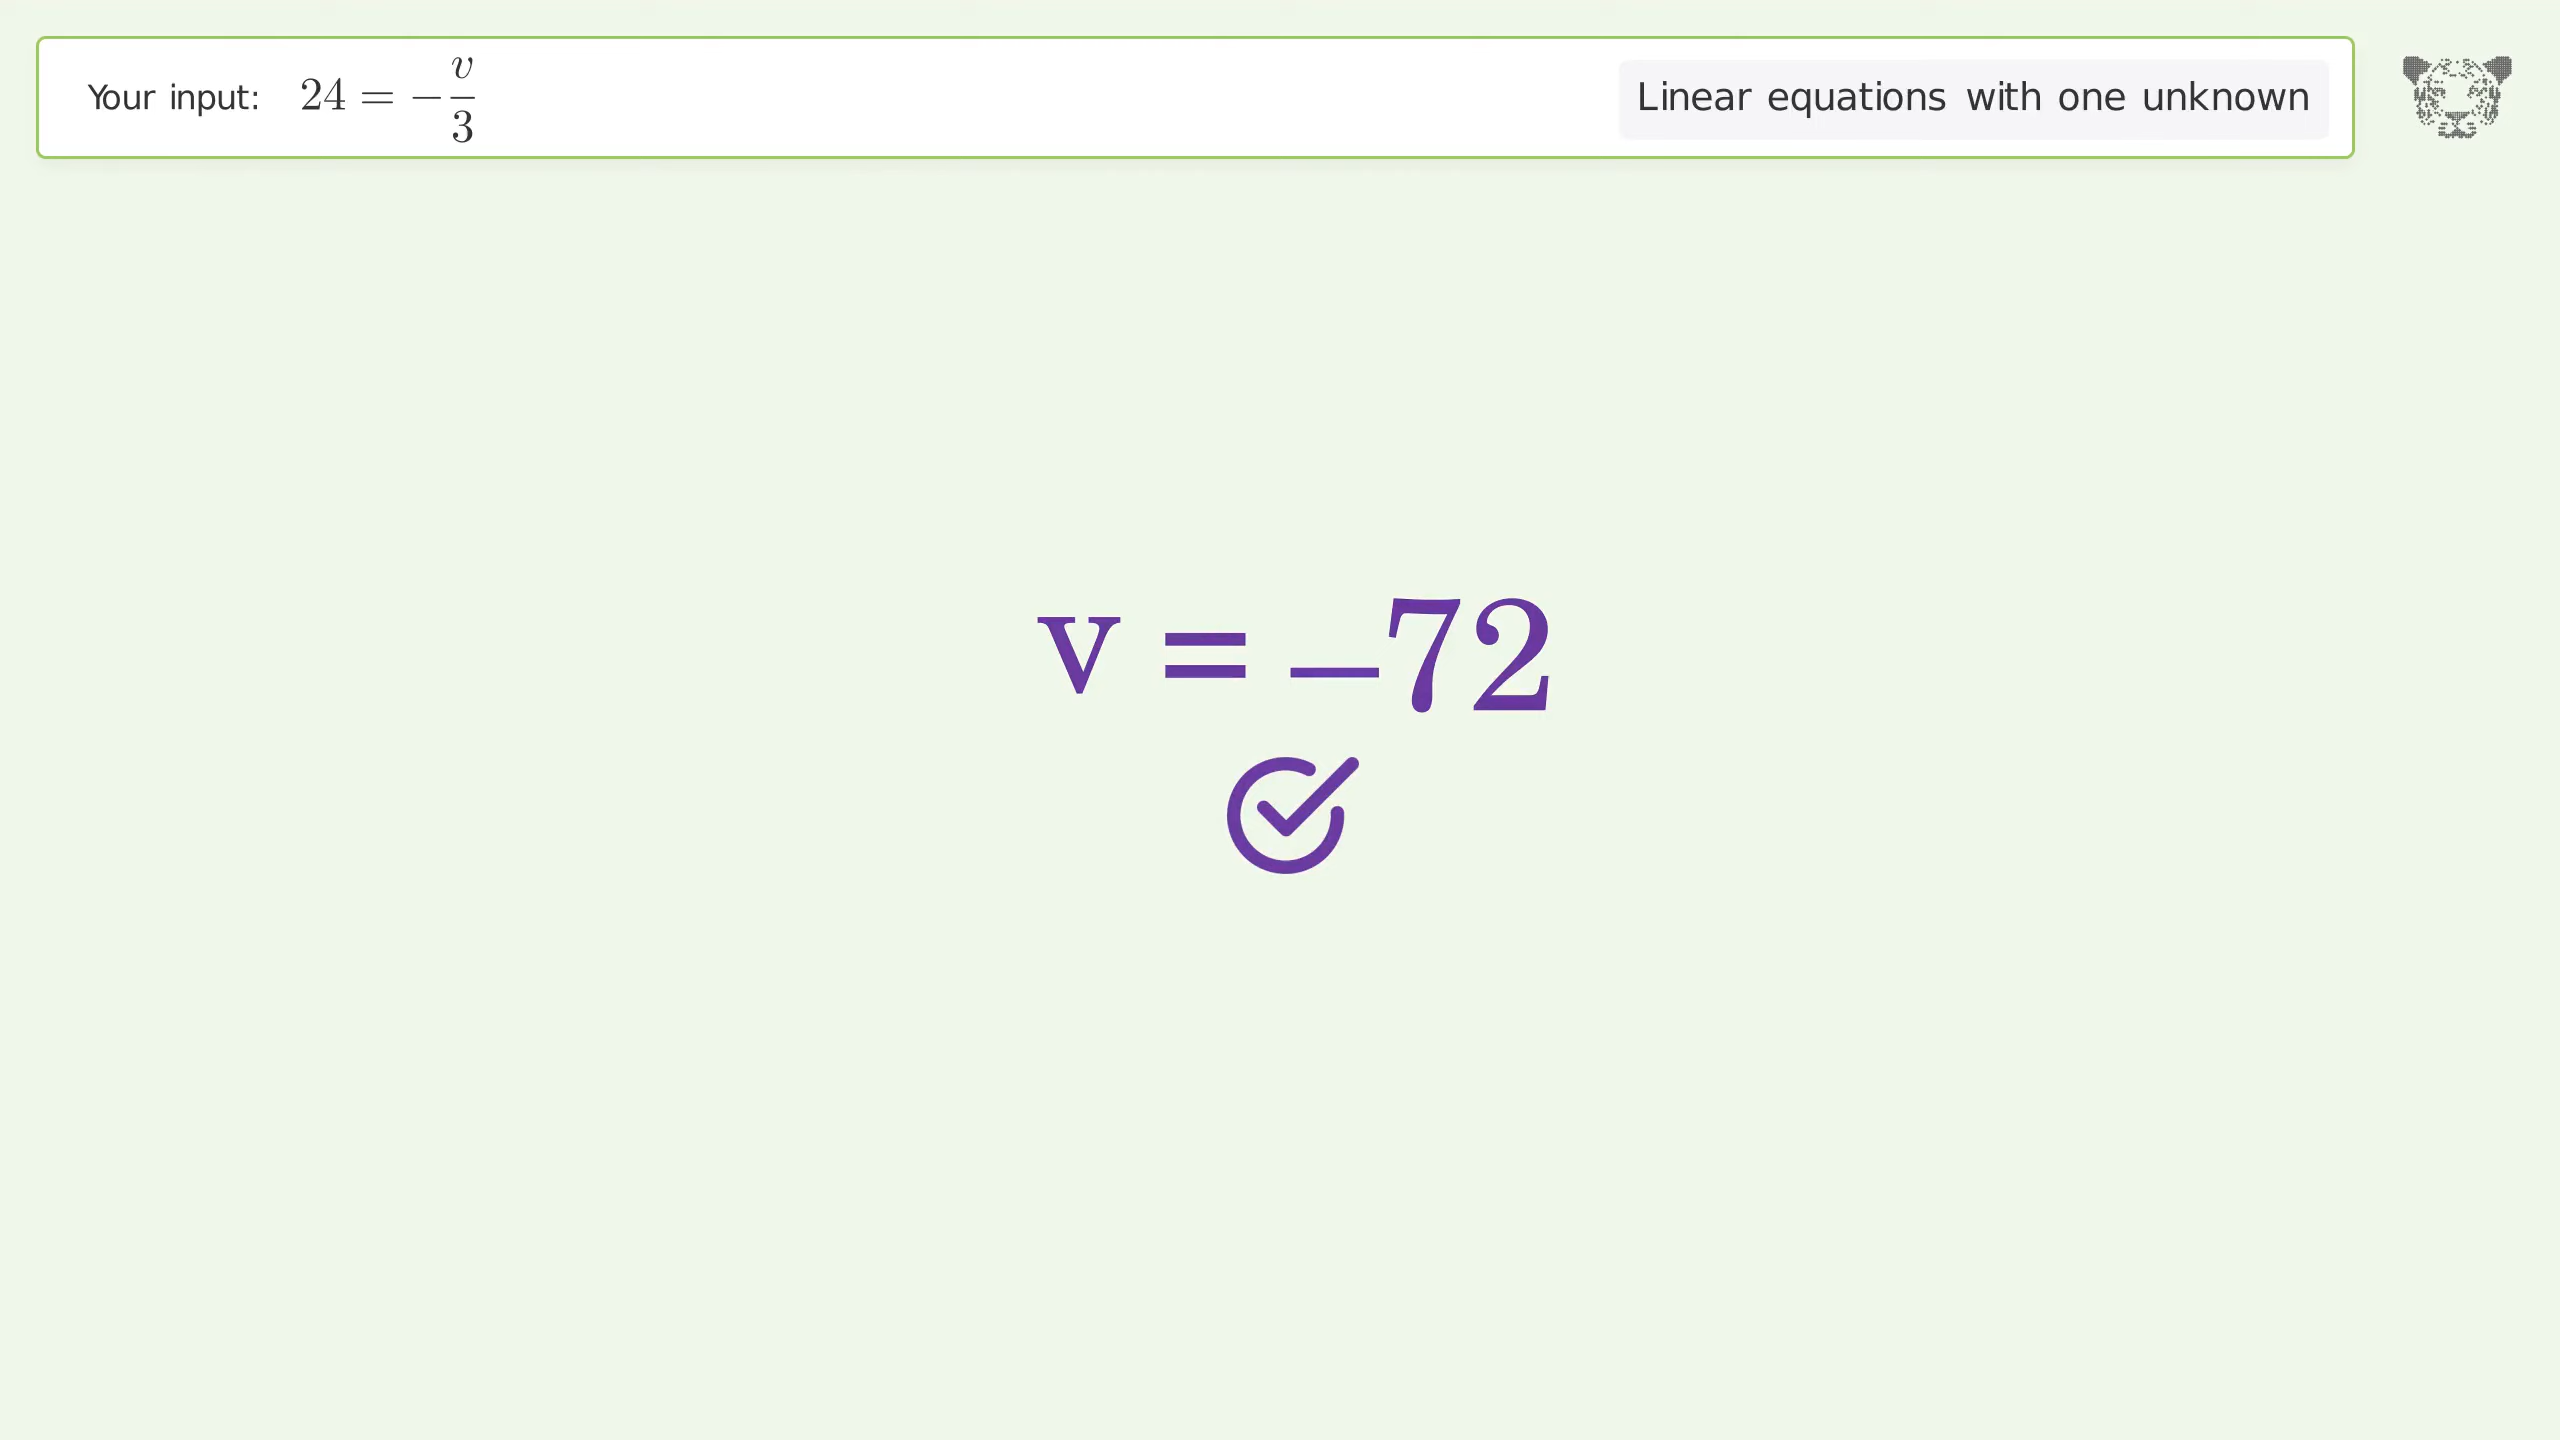 Your input: 24 = -v/3
Linear equations with one unknown
v = -72